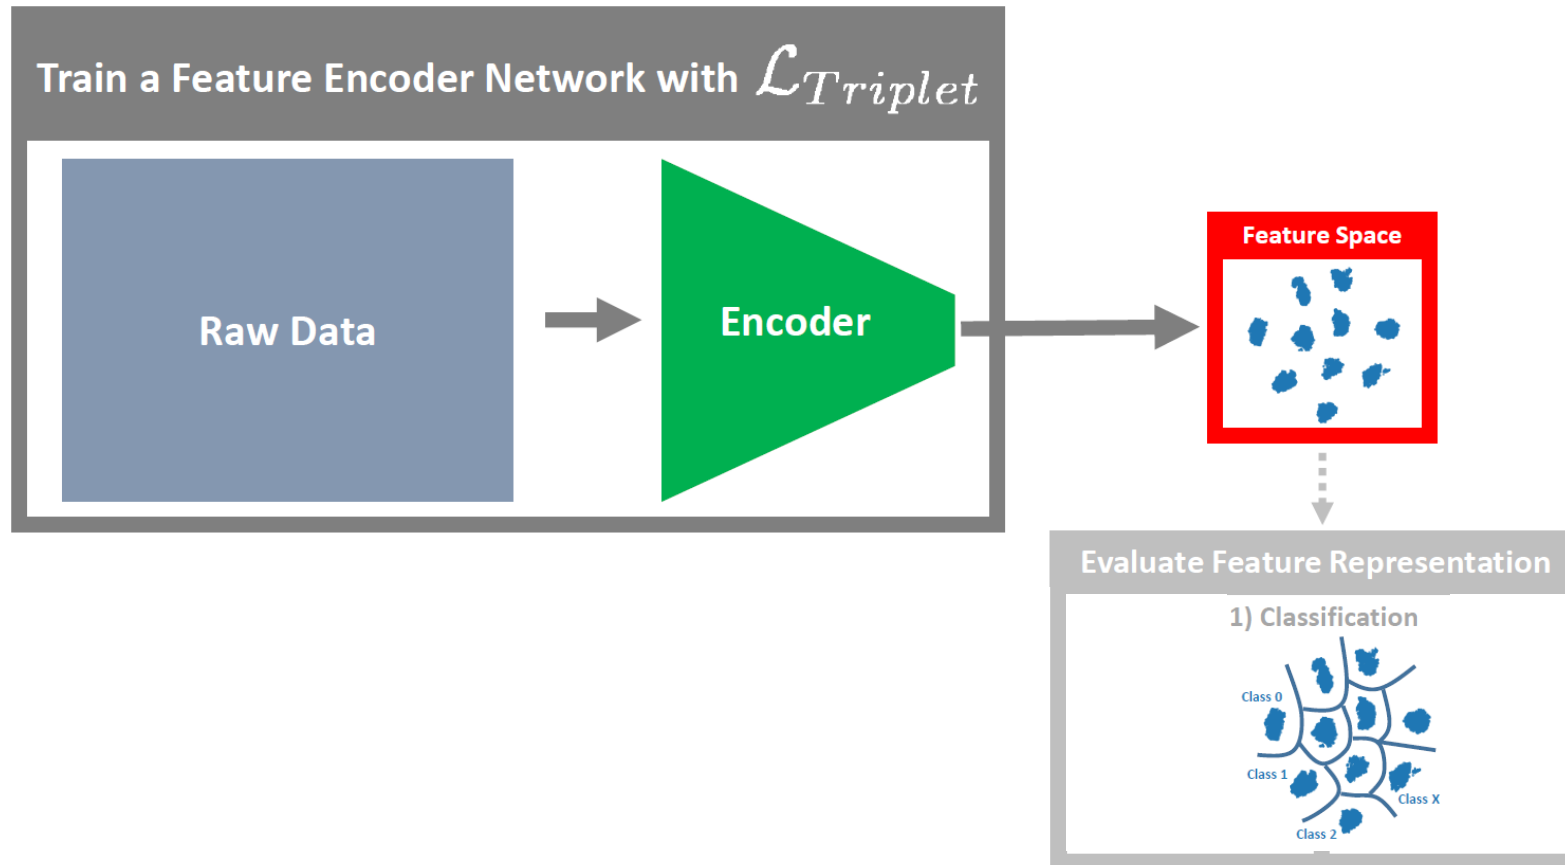 Train a Feature Encoder Network with ℒ_Triplet
Raw Data
Encoder
Feature Space
Evaluate Feature Representation
1) Classification
Class 0
Class 1
Class X
Class 2